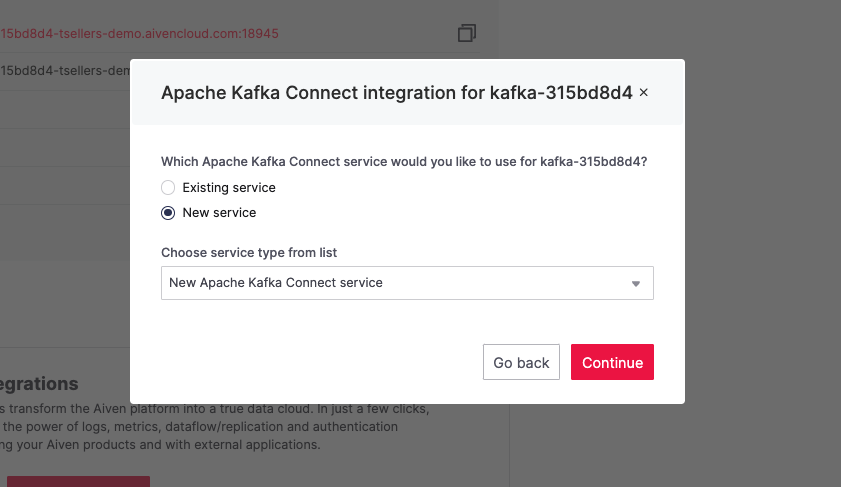 15bd8d4-tsellers-demo.aivencloud.com:18945
15bd8d4-tsellers-dem
Apache Kafka Connect integration for kafka-315bd8d4 ×
Which Apache Kafka Connect service would you like to use for kafka-315bd8d4?
Existing service
New service
Choose service type from list
New Apache Kafka Connect service
Go back
Continue
egrations
s transform the Aiven platform into a true data cloud. In just a few clicks,
the power of logs, metrics, dataflow/replication and authentication
ng your Aiven products and with external applications.